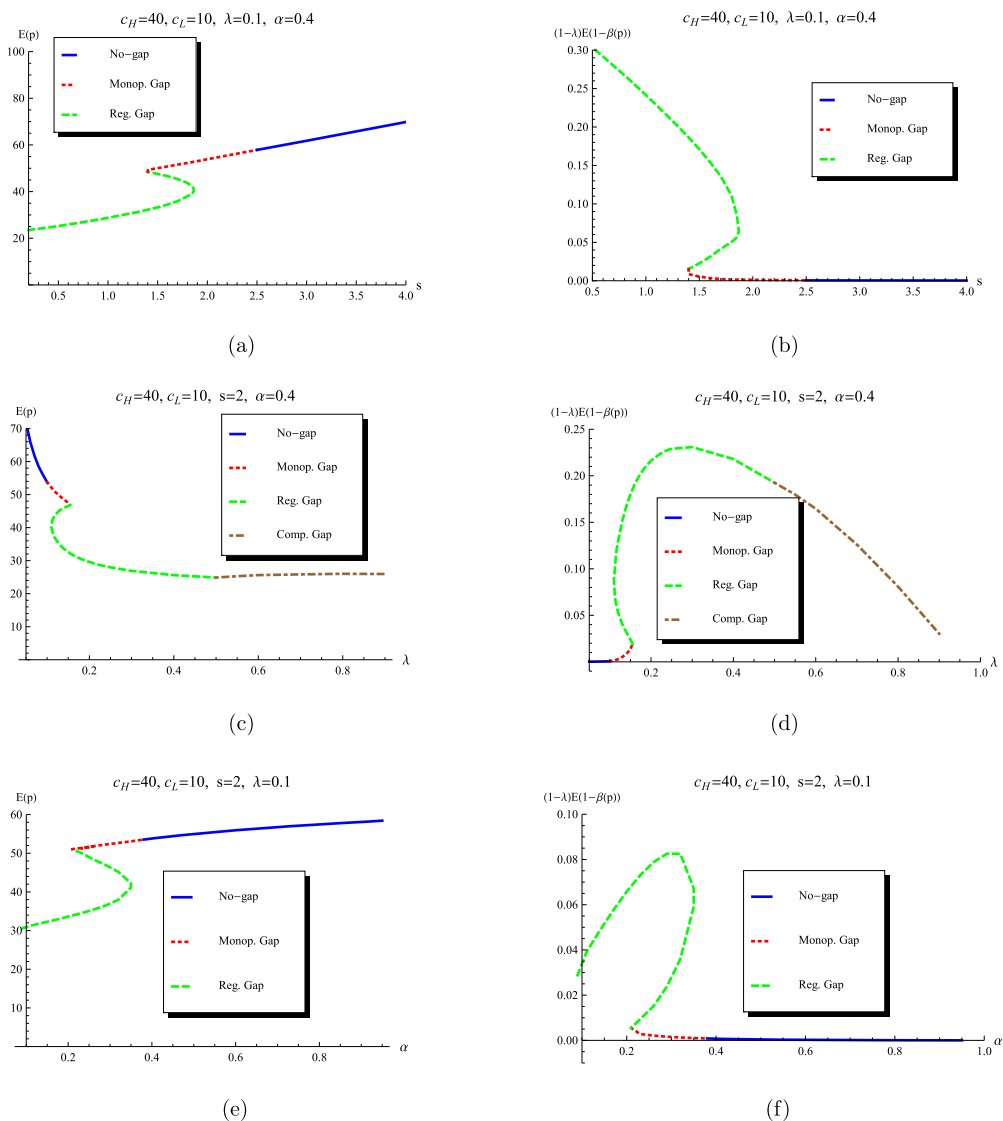 c_H=40, c_L=10, λ=0.1, α=0.4
E(p)
100
80
60
40
20
0.5 1.0 1.5 2.0 2.5 3.0 3.5 4.0 s
No-gap
Monop. Gap
Reg. Gap
(a)
c_H=40, c_L=10, λ=0.1, α=0.4
(1-λ)E(1-β(p))
0.30
0.25
0.20
0.15
0.10
0.05
0.00
0.5 1.0 1.5 2.0 2.5 3.0 3.5 4.0 s
No-gap
Monop. Gap
Reg. Gap
(b)
c_H=40, c_L=10, s=2, α=0.4
E(p)
70
60
50
40
30
20
10
0.2 0.4 0.6 0.8 λ
No-gap
Monop. Gap
Reg. Gap
Comp. Gap
(c)
c_H=40, c_L=10, s=2, α=0.4
(1-λ)E(1-β(p))
0.25
0.20
0.15
0.10
0.05
0.2 0.4 0.6 0.8 1.0 λ
No-gap
Monop. Gap
Reg. Gap
Comp. Gap
(d)
c_H=40, c_L=10, s=2, λ=0.1
E(p)
60
50
40
30
20
10
0.2 0.4 0.6 0.8 α
No-gap
Monop. Gap
Reg. Gap
(e)
c_H=40, c_L=10, s=2, λ=0.1
(1-λ)E(1-β(p))
0.10
0.08
0.06
0.04
0.02
0.00
0.2 0.4 0.6 0.8 1.0 α
No-gap
Monop. Gap
Reg. Gap
(f)